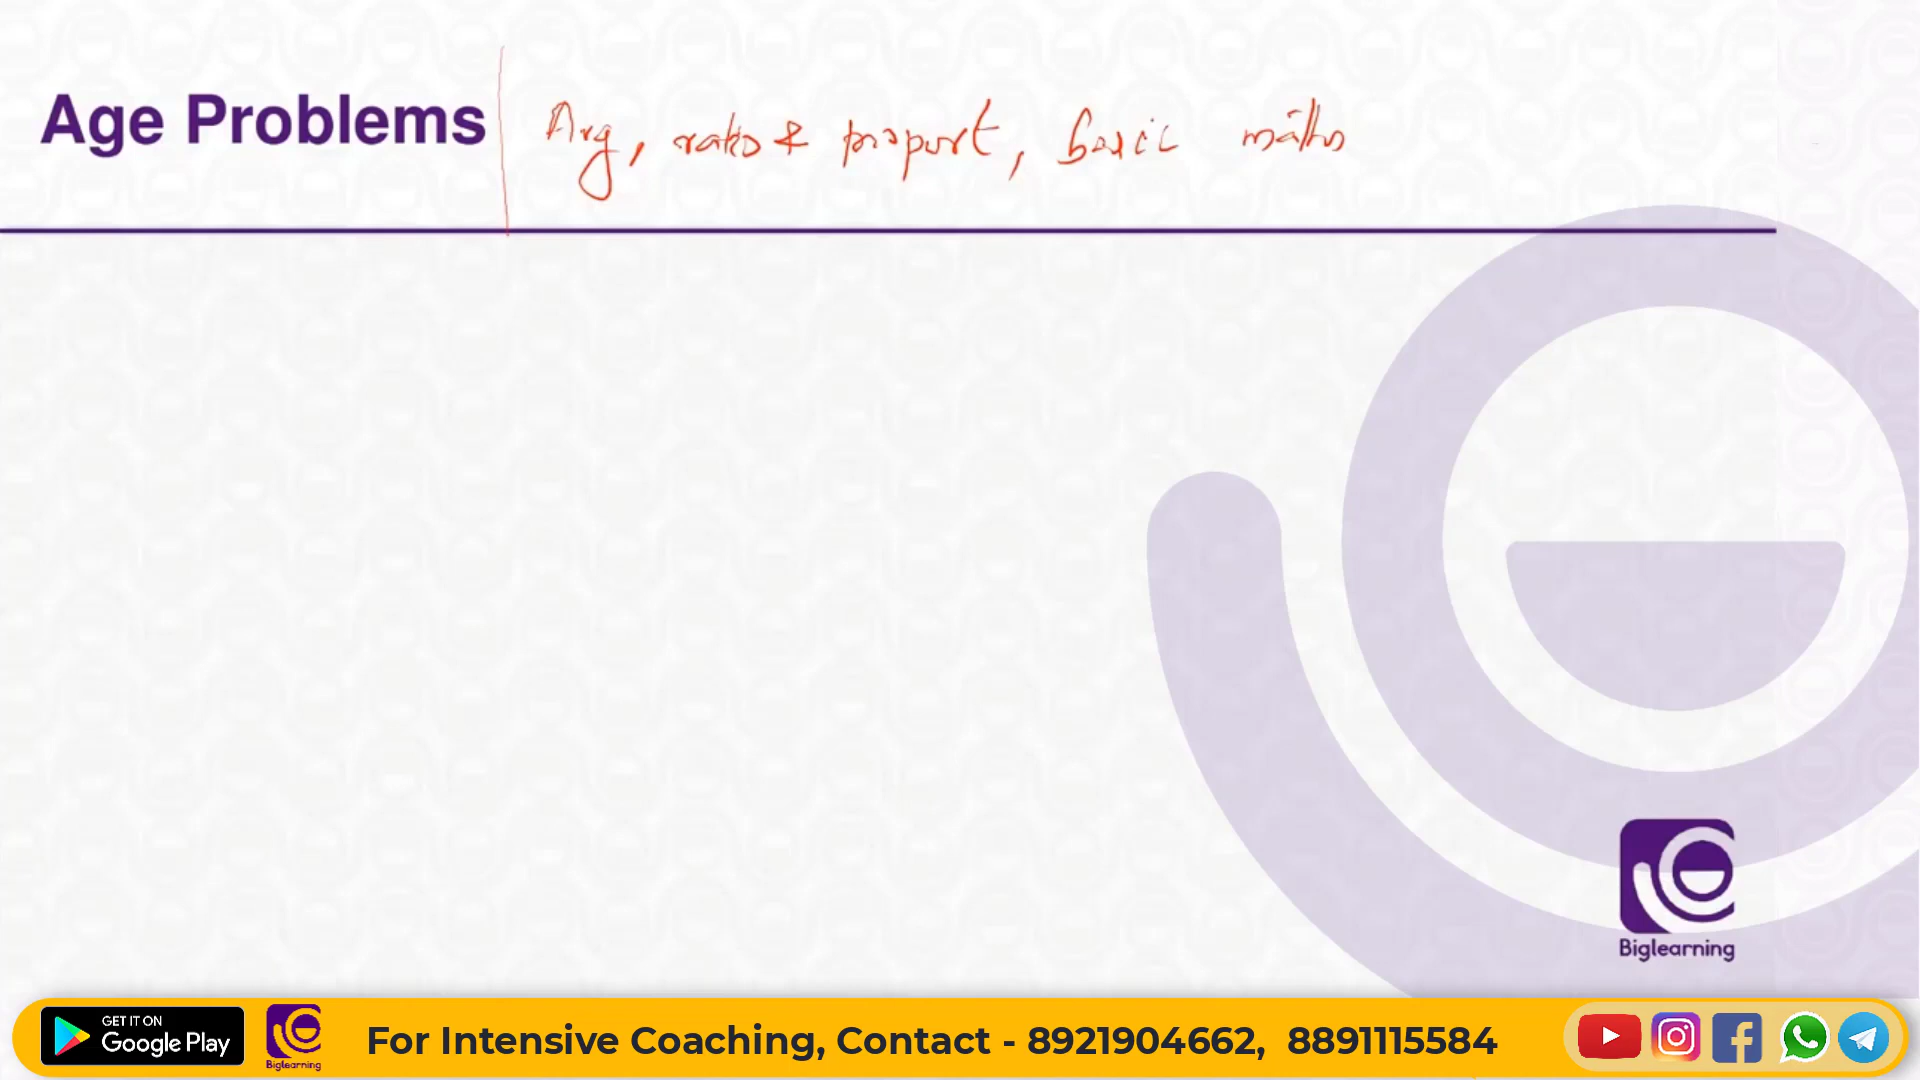 Age Problems
Avg, ratio & proport, basic maths
Biglearning
GET IT ON
Google Play
Biglearning
For Intensive Coaching, Contact - 8921904662, 8891115584